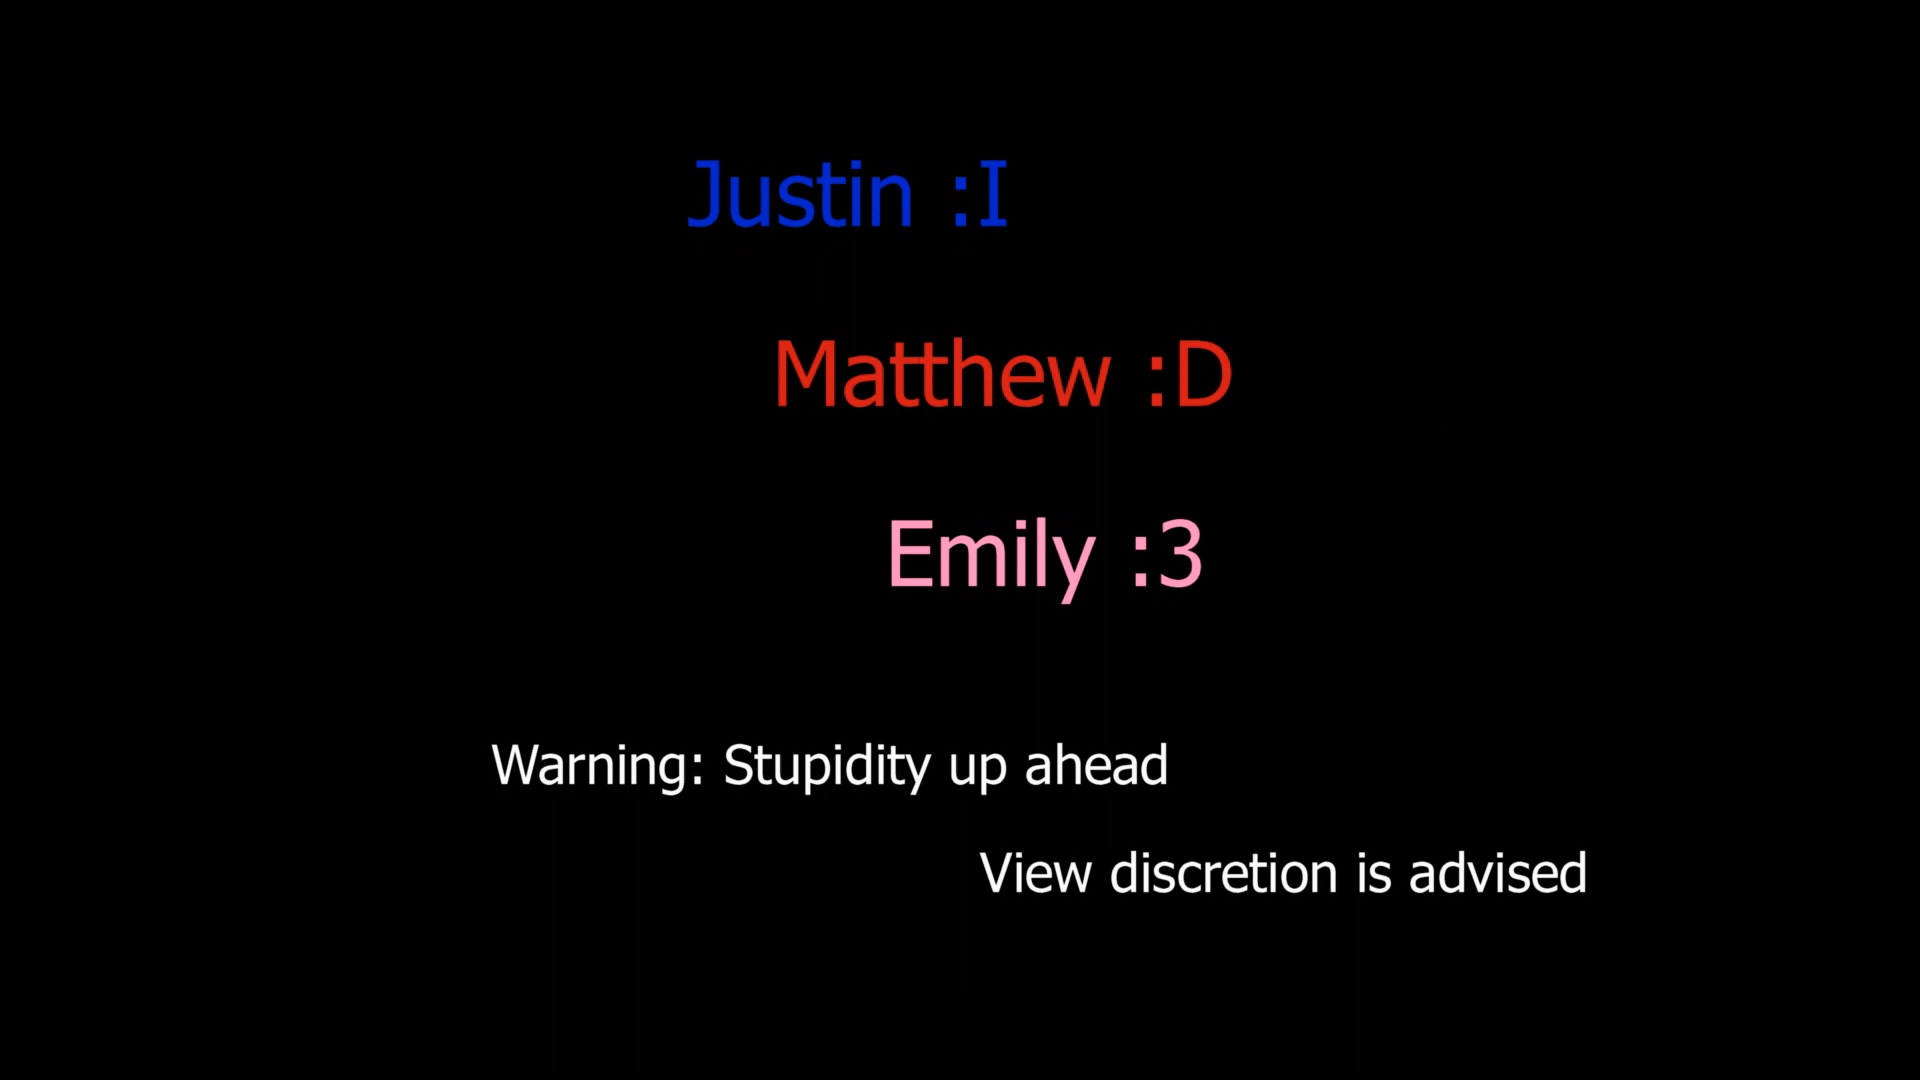 Justin :I
Matthew :D
Emily :3
Warning: Stupidity up ahead
View discretion is advised